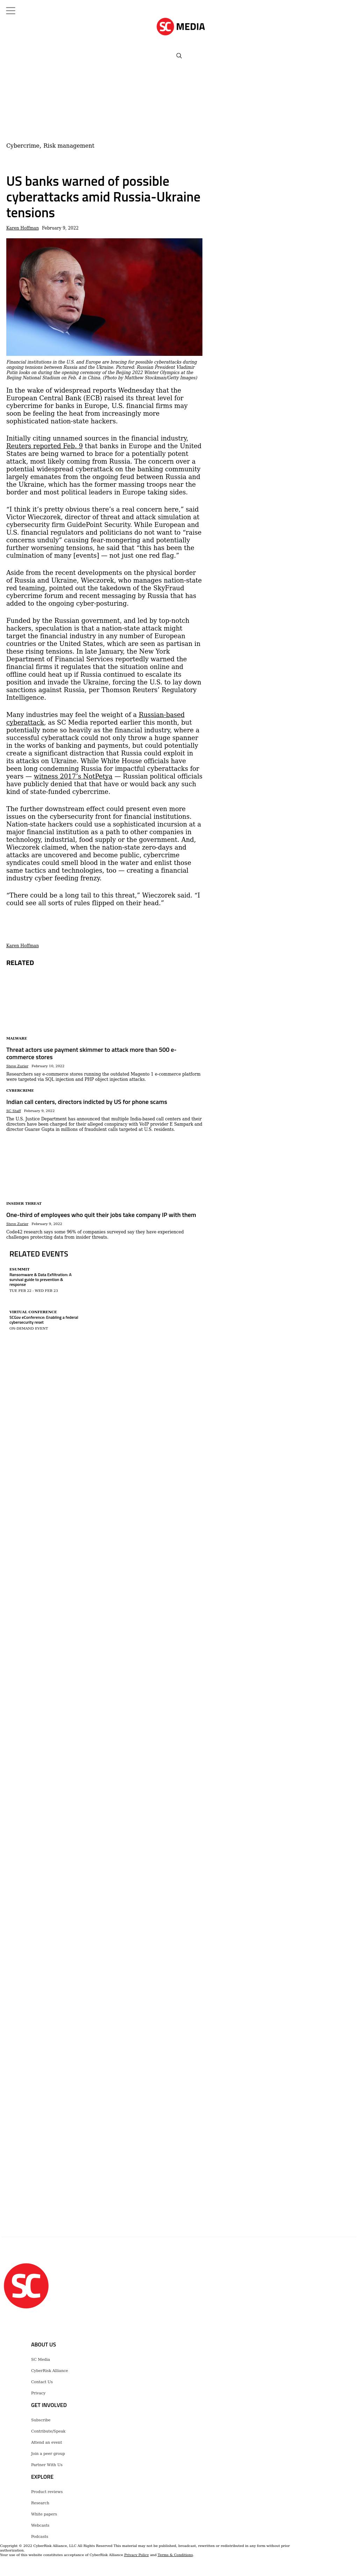 SC MEDIA
Cybercrime, Risk management
US banks warned of possible
cyberattacks amid Russia-Ukraine
tensions
Karen Hoffman February 9, 2022
Financial institutions in the U.S. and Europe are bracing for possible cyberattacks during
ongoing tensions between Russia and the Ukraine. Pictured: Russian President Vladimir
Putin looks on during the opening ceremony of the Beijing 2022 Winter Olympics at the
Beijing National Stadium on Feb. 4 in China. (Photo by Matthew Stockman/Getty Images)
In the wake of widespread reports Wednesday that the
European Central Bank (ECB) raised its threat level for
cybercrime for banks in Europe, U.S. financial firms may
soon be feeling the heat from increasingly more
sophisticated nation-state hackers.
Initially citing unnamed sources in the financial industry,
Reuters reported Feb. 9 that banks in Europe and the United
States are being warned to brace for a potentially potent
attack, most likely coming from Russia. The concern over a
potential widespread cyberattack on the banking community
largely emanates from the ongoing feud between Russia and
the Ukraine, which has the former massing troops near the
border and most political leaders in Europe taking sides.
“I think it’s pretty obvious there’s a real concern here,” said
Victor Wieczorek, director of threat and attack simulation at
cybersecurity firm GuidePoint Security. While European and
U.S. financial regulators and politicians do not want to “raise
concerns unduly” causing fear-mongering and potentially
further worsening tensions, he said that “this has been the
culmination of many [events] — not just one red flag.”
Aside from the recent developments on the physical border
of Russia and Ukraine, Wieczorek, who manages nation-state
red teaming, pointed out the takedown of the SkyFraud
cybercrime forum and recent messaging by Russia that has
added to the ongoing cyber-posturing.
Funded by the Russian government, and led by top-notch
hackers, speculation is that a nation-state attack might
target the financial industry in any number of European
countries or the United States, which are seen as partisan in
these rising tensions. In late January, the New York
Department of Financial Services reportedly warned the
financial firms it regulates that the situation online and
offline could heat up if Russia continued to escalate its
position and invade the Ukraine, forcing the U.S. to lay down
sanctions against Russia, per Thomson Reuters’ Regulatory
Intelligence.
Many industries may feel the weight of a Russian-based
cyberattack, as SC Media reported earlier this month, but
potentially none so heavily as the financial industry, where a
successful cyberattack could not only throw a huge spanner
in the works of banking and payments, but could potentially
create a significant distraction that Russia could exploit in
its attacks on Ukraine. While White House officials have
been long condemning Russia for impactful cyberattacks for
years — witness 2017’s NotPetya — Russian political officials
have publicly denied that that have or would back any such
kind of state-funded cybercrime.
The further downstream effect could present even more
issues on the cybersecurity front for financial institutions.
Nation-state hackers could use a sophisticated incursion at a
major financial institution as a path to other companies in
technology, industrial, food supply or the government. And,
Wieczorek claimed, when the nation-state zero-days and
attacks are uncovered and become public, cybercrime
syndicates could smell blood in the water and enlist those
same tactics and technologies, too — creating a financial
industry cyber feeding frenzy.
“There could be a long tail to this threat,” Wieczorek said. “I
could see all sorts of rules flipped on their head.”
Karen Hoffman
RELATED
MALWARE
Threat actors use payment skimmer to attack more than 500 e-
commerce stores
Steve Zurier February 10, 2022
Researchers say e-commerce stores running the outdated Magento 1 e-commerce platform
were targeted via SQL injection and PHP object injection attacks.
CYBERCRIME
Indian call centers, directors indicted by US for phone scams
SC Staff February 9, 2022
The U.S. Justice Department has announced that multiple India-based call centers and their
directors have been charged for their alleged conspiracy with VoIP provider E Sampark and
director Guarav Gupta in millions of fraudulent calls targeted at U.S. residents.
INSIDER THREAT
One-third of employees who quit their jobs take company IP with them
Steve Zurier February 9, 2022
Code42 research says some 96% of companies surveyed say they have experienced
challenges protecting data from insider threats.
RELATED EVENTS
ESUMMIT
Ransomware & Data Exfiltration: A
survival guide to prevention &
response
TUE FEB 22 - WED FEB 23
VIRTUAL CONFERENCE
SCGov eConference: Enabling a federal
cybersecurity reset
ON-DEMAND EVENT
SC
ABOUT US
SC Media
CyberRisk Alliance
Contact Us
Privacy
GET INVOLVED
Subscribe
Contribute/Speak
Attend an event
Join a peer group
Partner With Us
EXPLORE
Product reviews
Research
White papers
Webcasts
Podcasts
Copyright © 2022 CyberRisk Alliance, LLC All Rights Reserved This material may not be published, broadcast, rewritten or redistributed in any form without prior
authorization.
Your use of this website constitutes acceptance of CyberRisk Alliance Privacy Policy and Terms & Conditions.